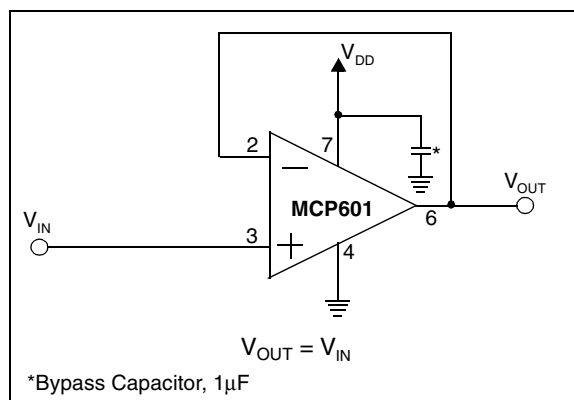 V_DD
2
7
*
MCP601
V_OUT
6
V_IN
3
4
V_OUT = V_IN
*Bypass Capacitor, 1µF